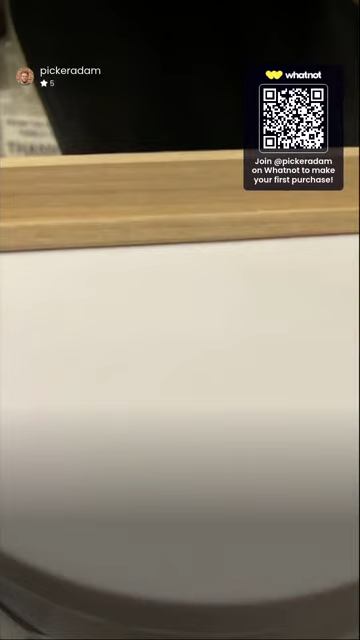 pickeradam
★ 5
whatnot
Join @pickeradam
on Whatnot to make
your first purchase!